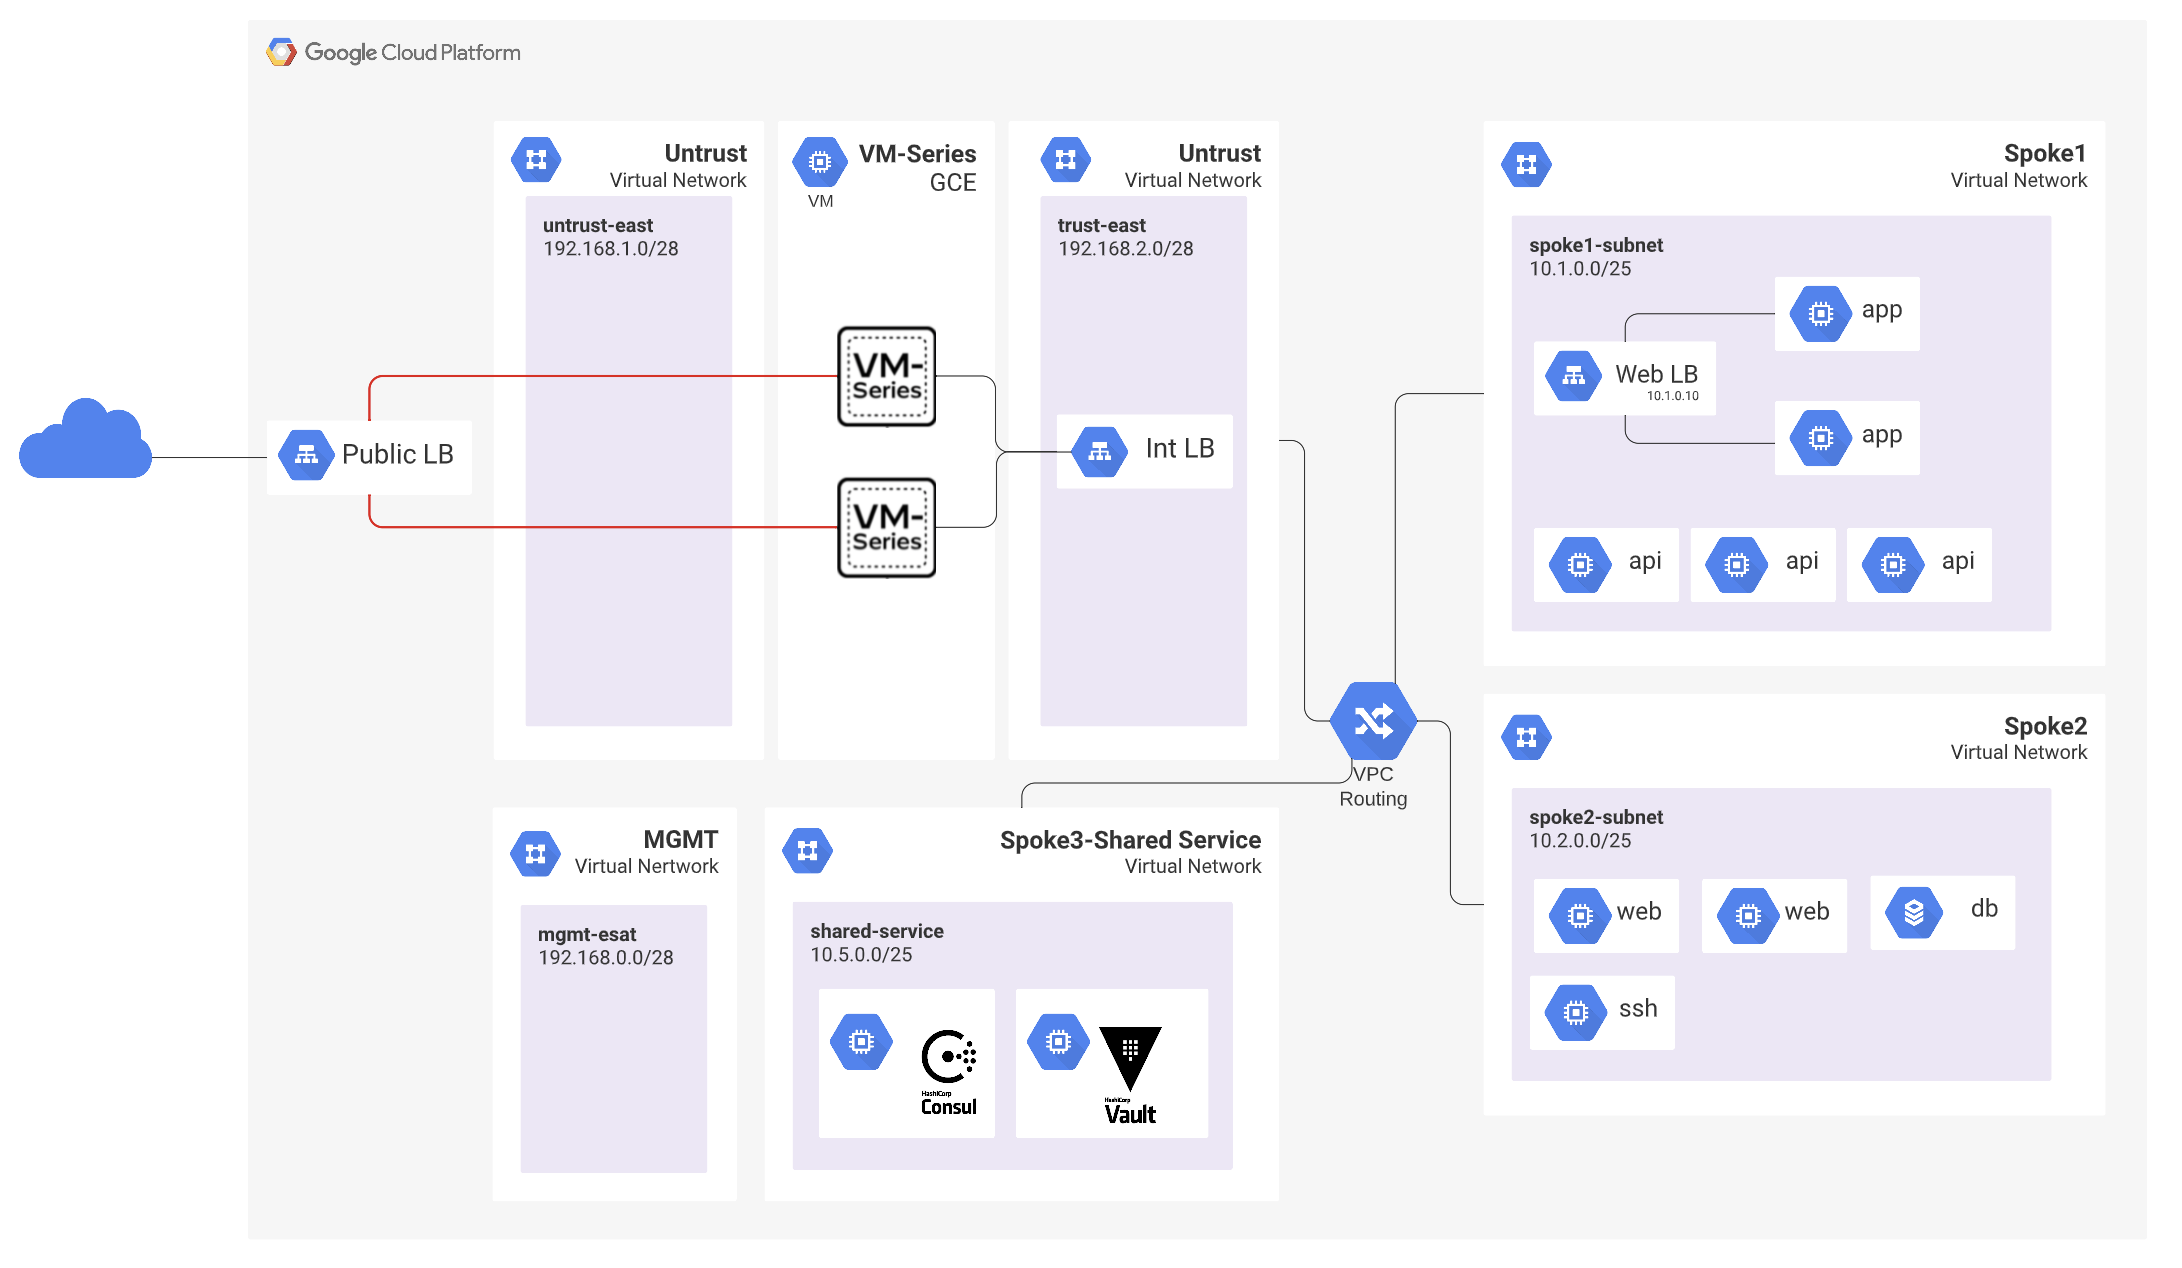 Google Cloud Platform
Untrust
Virtual Network
untrust-east
192.168.1.0/28
VM-Series
GCE
VM
VM-
Series
VM-
Series
Untrust
Virtual Network
trust-east
192.168.2.0/28
Int LB
Public LB
Spoke1
Virtual Network
spoke1-subnet
10.1.0.0/25
app
Web LB
10.1.0.10
app
api
api
api
VPC
Routing
Spoke2
Virtual Network
spoke2-subnet
10.2.0.0/25
web
web
db
ssh
MGMT
Virtual Nertwork
mgmt-esat
192.168.0.0/28
Spoke3-Shared Service
Virtual Network
shared-service
10.5.0.0/25
HashiCorp
Consul
HashiCorp
Vault